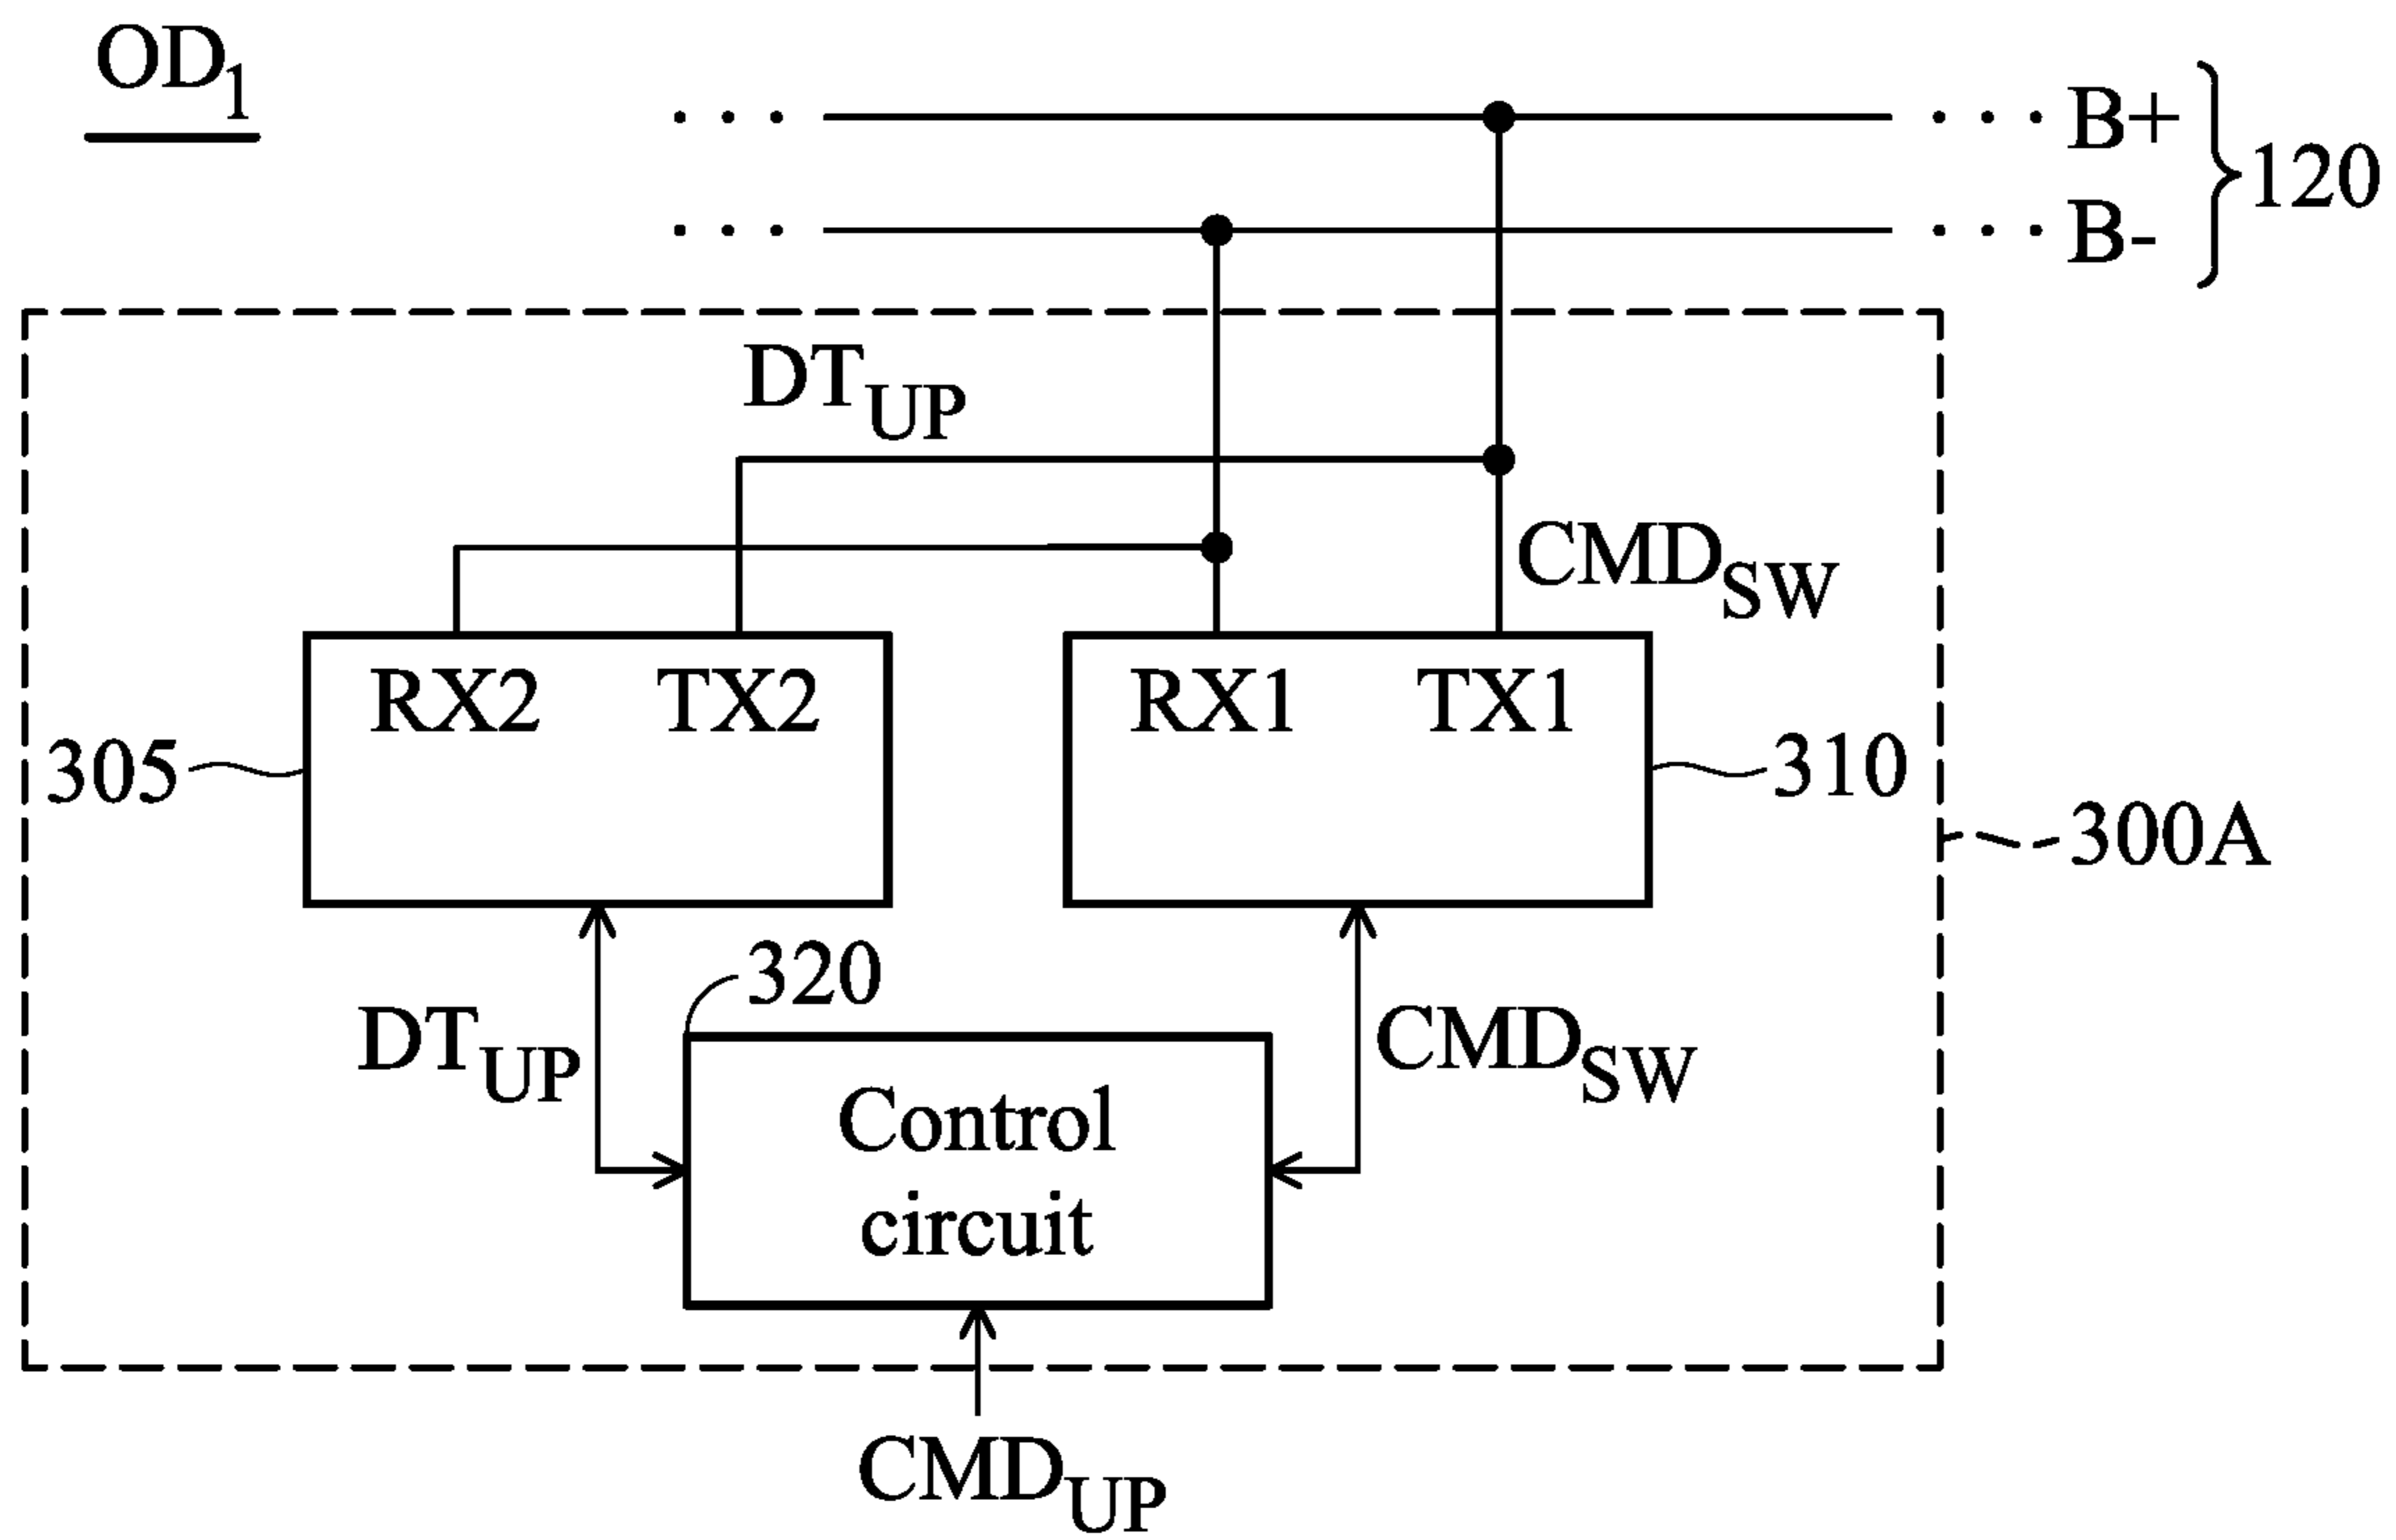 OD1
B+
B-
120
DTUP
CMDSW
RX2 TX2
RX1 TX1
305
310
300A
320
DTUP
CMDSW
Control
circuit
CMDUP